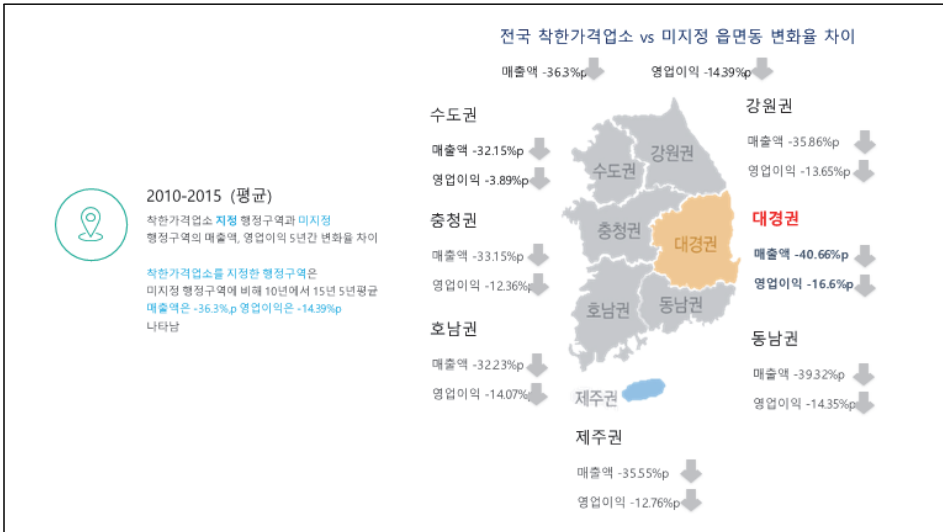 전국 착한가격업소 vs 미지정 읍면동 변화율 차이
매출액 -36.3%p
영업이익 -14.39%p
2010-2015 (평균)
착한가격업소 지정 행정구역과 미지정
행정구역의 매출액, 영업이익 5년간 변화율 차이
착한가격업소를 지정한 행정구역은
미지정 행정구역에 비해 10년에서 15년 5년평균
매출액은 -36.3%.p 영업이익은 -14.39%p
나타남
수도권
매출액 -32.15%p
영업이익 -3.89%p
충청권
매출액 -33.15%p
영업이익 -12.36%p
호남권
매출액 -32.23%p
영업이익 -14.07%
수도권
강원권
충청권
대경권
호남권
동남권
제주권
강원권
매출액 -35.86%p
영업이익 -13.65%p
대경권
매출액 -40.66%p
영업이익 -16.6%p
동남권
매출액 -39.32%p
영업이익 -14.35%p
제주권
매출액 -35.55%p
영업이익 -12.76%p